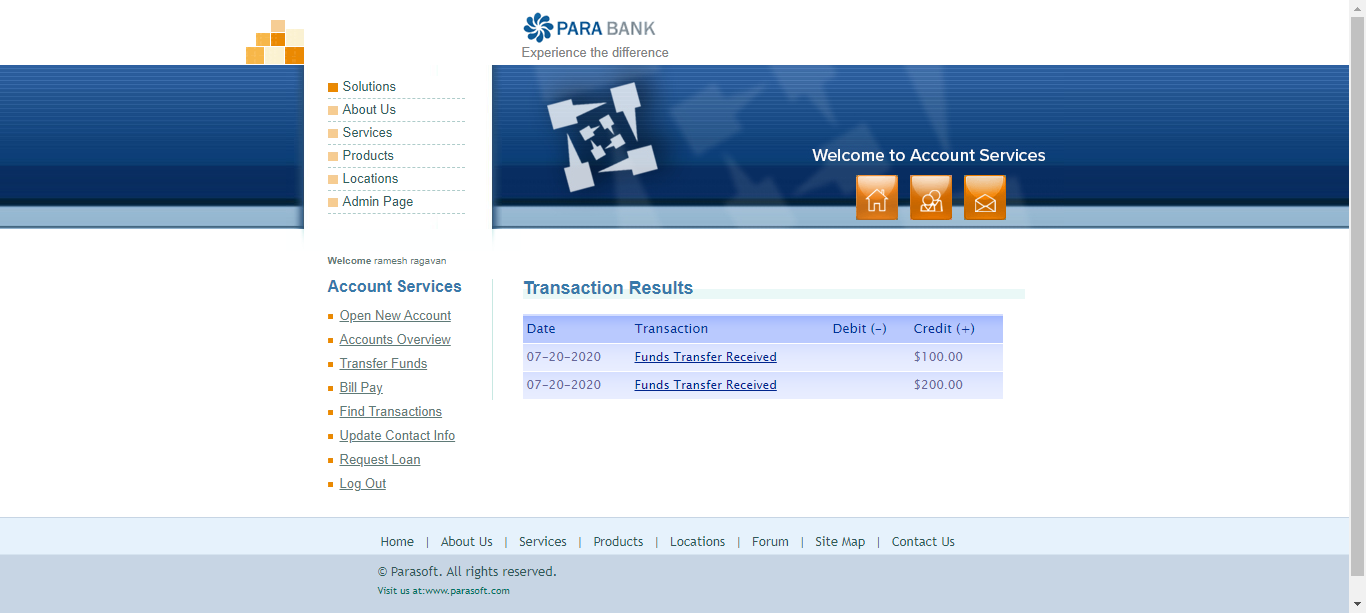 PARA BANK
Experience the difference
Solutions
About Us
Services
Products
Locations
Admin Page
Welcome to Account Services
Welcome ramesh ragavan
Account Services
Open New Account
Accounts Overview
Transfer Funds
Bill Pay
Find Transactions
Update Contact Info
Request Loan
Log Out
Transaction Results
Date Transaction Debit (-) Credit (+)
07-20-2020 Funds Transfer Received $100.00
07-20-2020 Funds Transfer Received $200.00
Home | About Us | Services | Products | Locations | Forum | Site Map | Contact Us
© Parasoft. All rights reserved.
Visit us at:www.parasoft.com